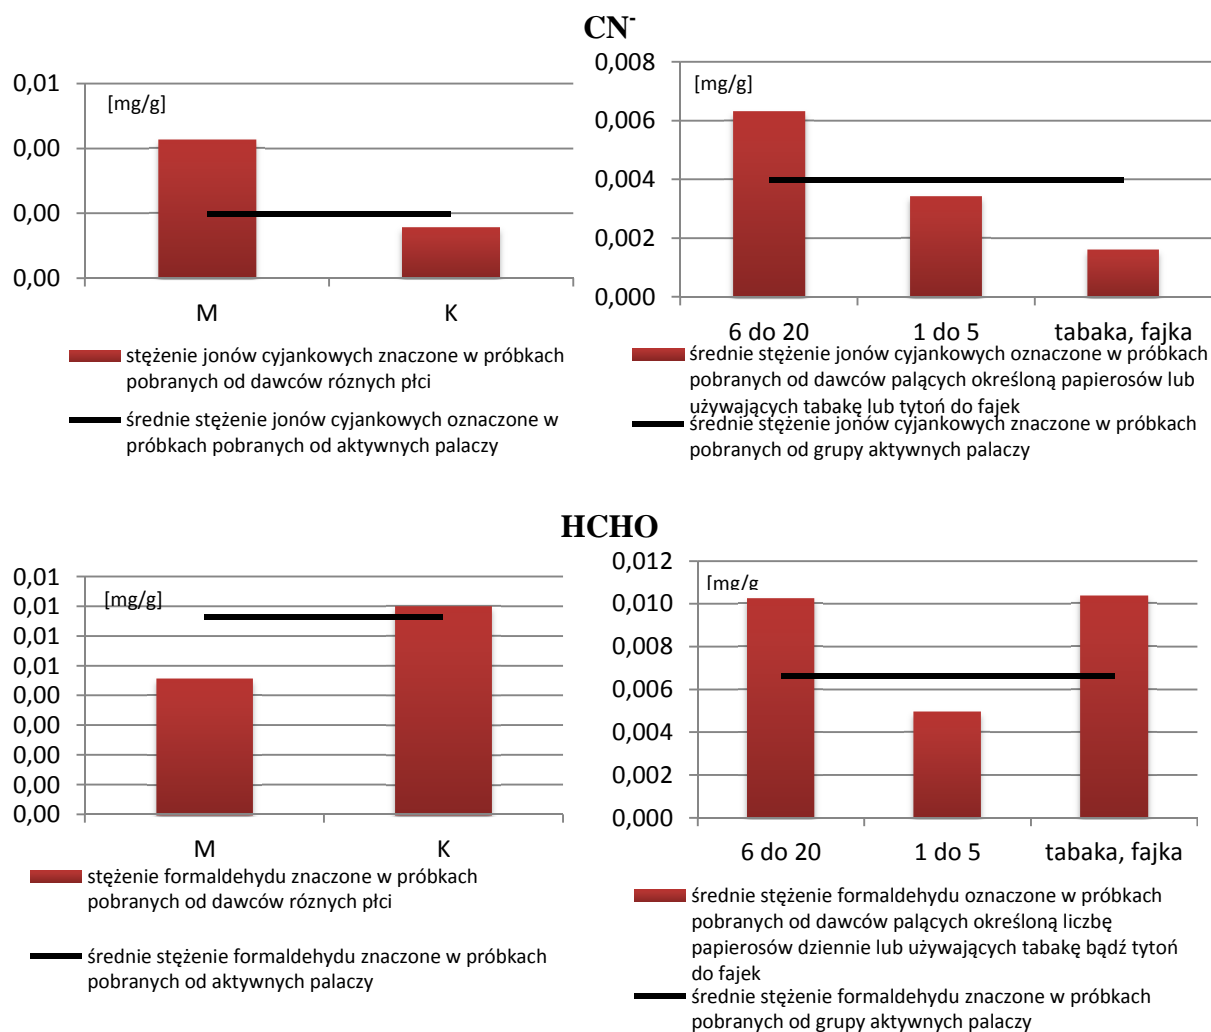 CN⁻
0,01
0,00
0,00
0,00
[mg/g]
M
K
stężenie jonów cyjankowych znaczone w próbkach
pobranych od dawców róznych płci
średnie stężenie jonów cyjankowych oznaczone w
próbkach pobranych od aktywnych palaczy
0,008
0,006
0,004
0,002
0,000
[mg/g]
6 do 20
1 do 5
tabaka, fajka
średnie stężenie jonów cyjankowych oznaczone w próbkach
pobranych od dawców palących określoną papierosów lub
używających tabakę lub tytoń do fajek
średnie stężenie jonów cyjankowych znaczone w próbkach
pobranych od grupy aktywnych palaczy
HCHO
0,01
0,01
0,01
0,01
0,00
0,00
0,00
0,00
0,00
[mg/g]
M
K
stężenie formaldehydu znaczone w próbkach
pobranych od dawców róznych płci
średnie stężenie formaldehydu znaczone w próbkach
pobranych od aktywnych palaczy
0,012
0,010
0,008
0,006
0,004
0,002
0,000
[mg/g
6 do 20
1 do 5
tabaka, fajka
średnie stężenie formaldehydu oznaczone w próbkach
pobranych od dawców palących określoną liczbę
papierosów dziennie lub używających tabakę bądź tytoń
do fajek
średnie stężenie formaldehydu znaczone w próbkach
pobranych od grupy aktywnych palaczy